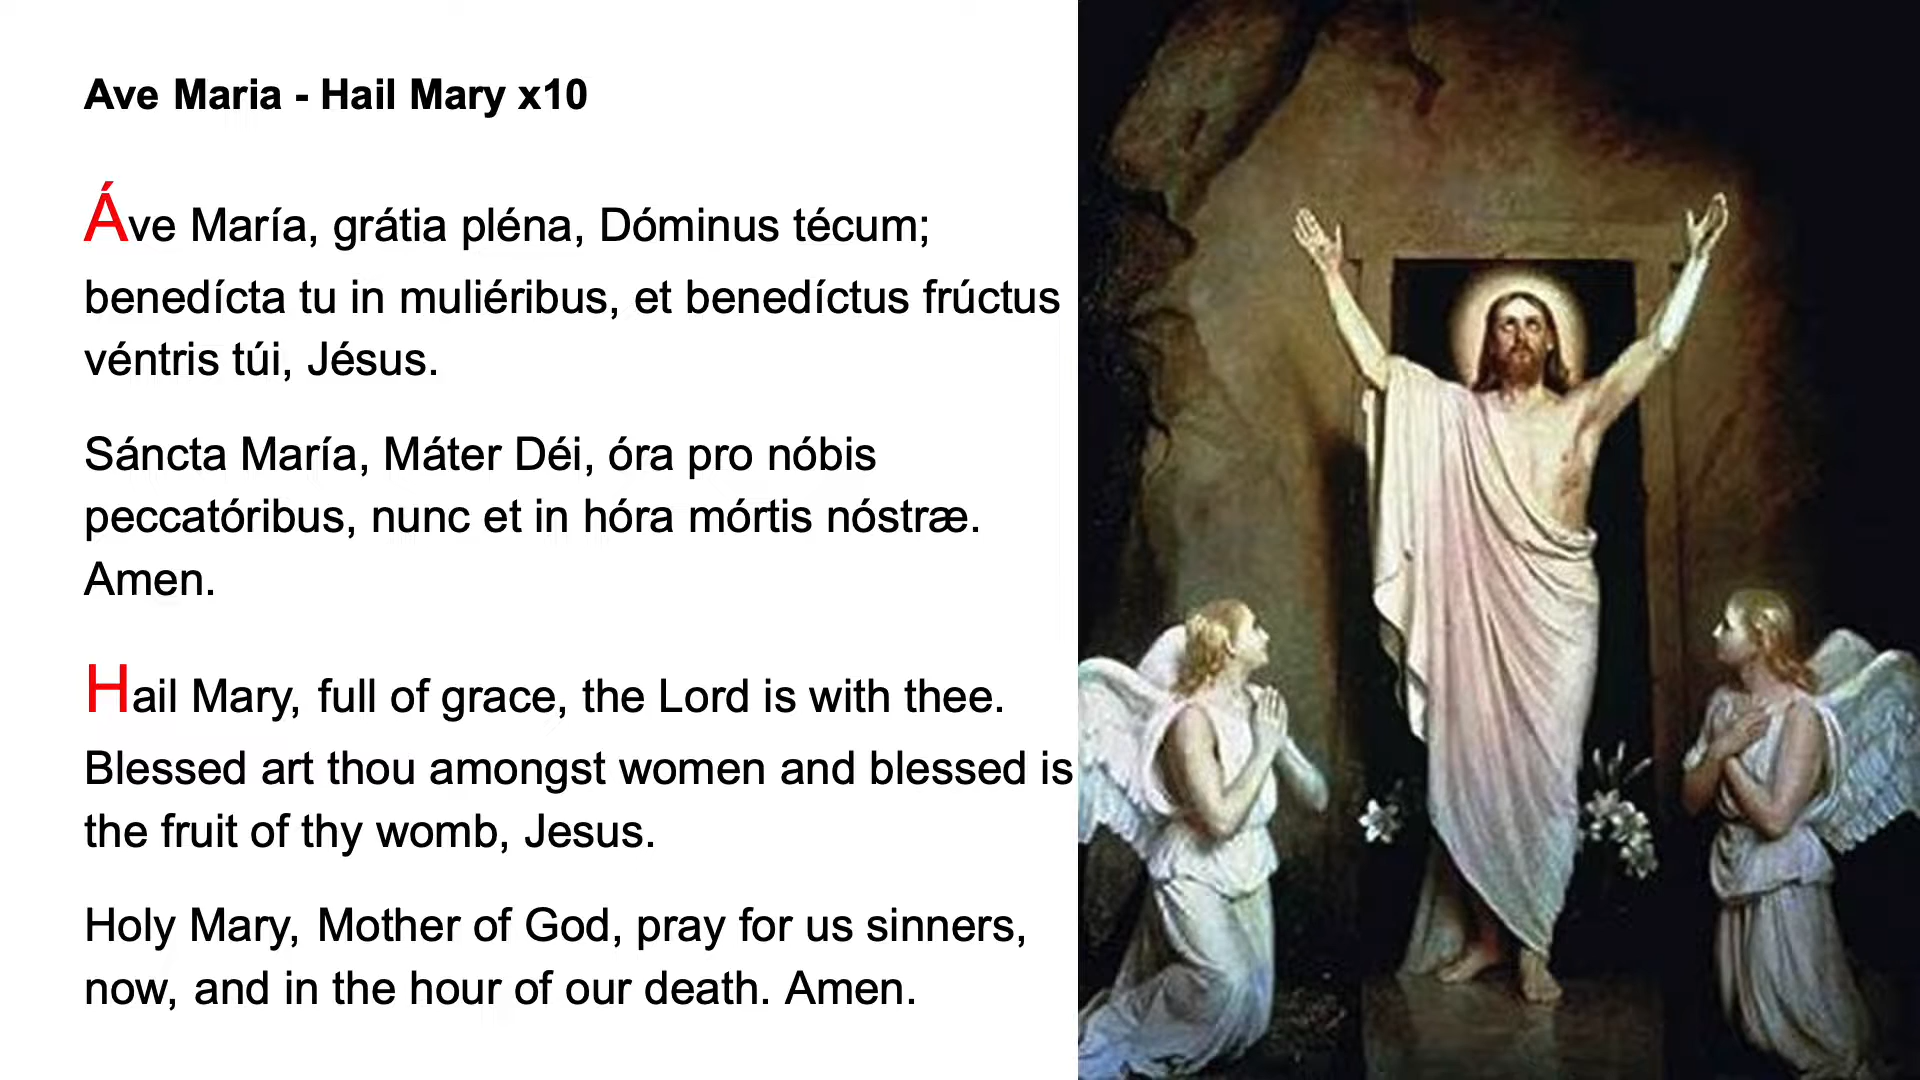 Ave Maria - Hail Mary x10
Áve María, grátia pléna, Dóminus técum;
benedícta tu in muliéribus, et benedíctus frúctus
véntris túi, Jésus.
Sáncta María, Máter Déi, óra pro nóbis
peccatóribus, nunc et in hóra mórtis nóstræ.
Amen.
Hail Mary, full of grace, the Lord is with thee.
Blessed art thou amongst women and blessed is
the fruit of thy womb, Jesus.
Holy Mary, Mother of God, pray for us sinners,
now, and in the hour of our death. Amen.